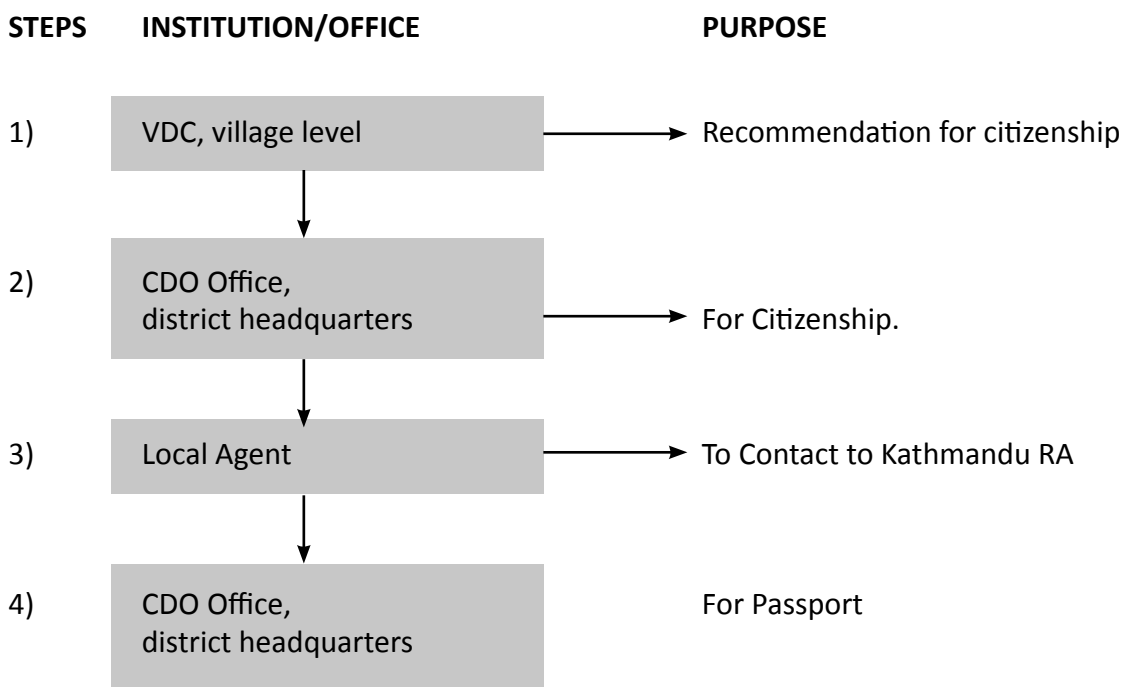 STEPS INSTITUTION/OFFICE PURPOSE
1) VDC, village level Recommendation for citizenship
2) CDO Office,
district headquarters For Citizenship.
3) Local Agent To Contact to Kathmandu RA
4) CDO Office, For Passport
district headquarters